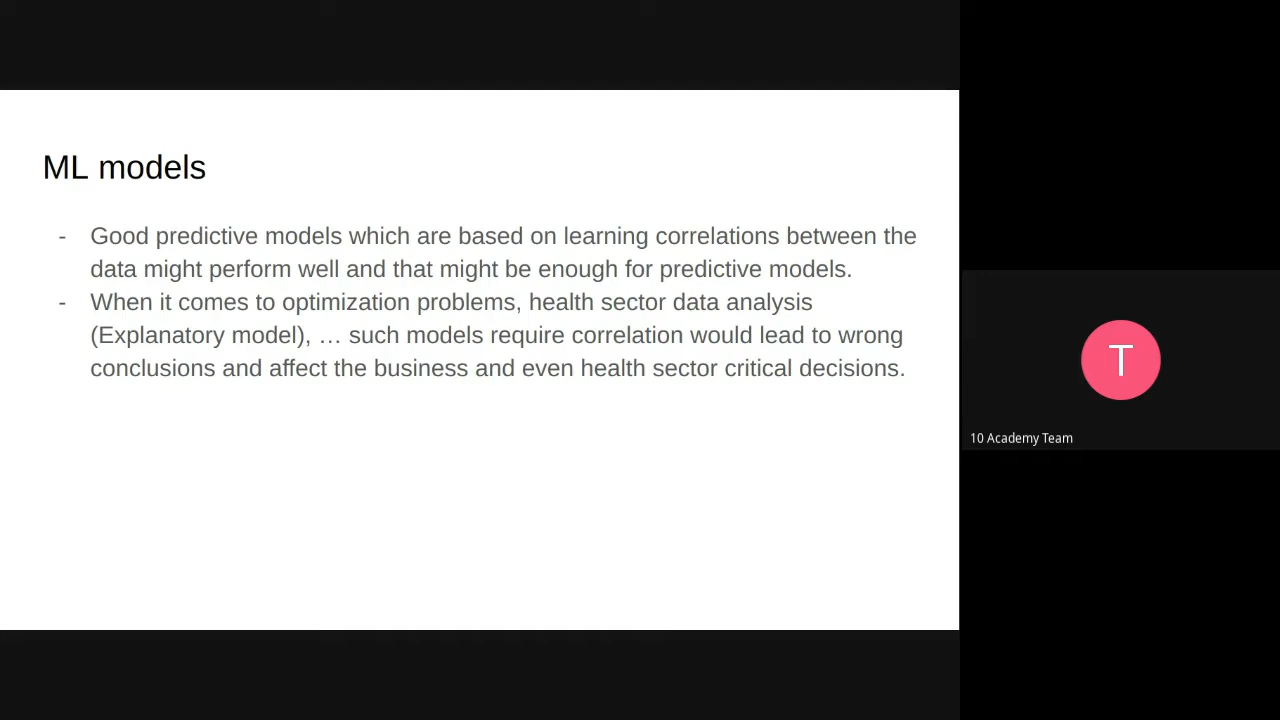 ML models
- Good predictive models which are based on learning correlations between the
data might perform well and that might be enough for predictive models.
- When it comes to optimization problems, health sector data analysis
(Explanatory model), … such models require correlation would lead to wrong
conclusions and affect the business and even health sector critical decisions.
T
10 Academy Team